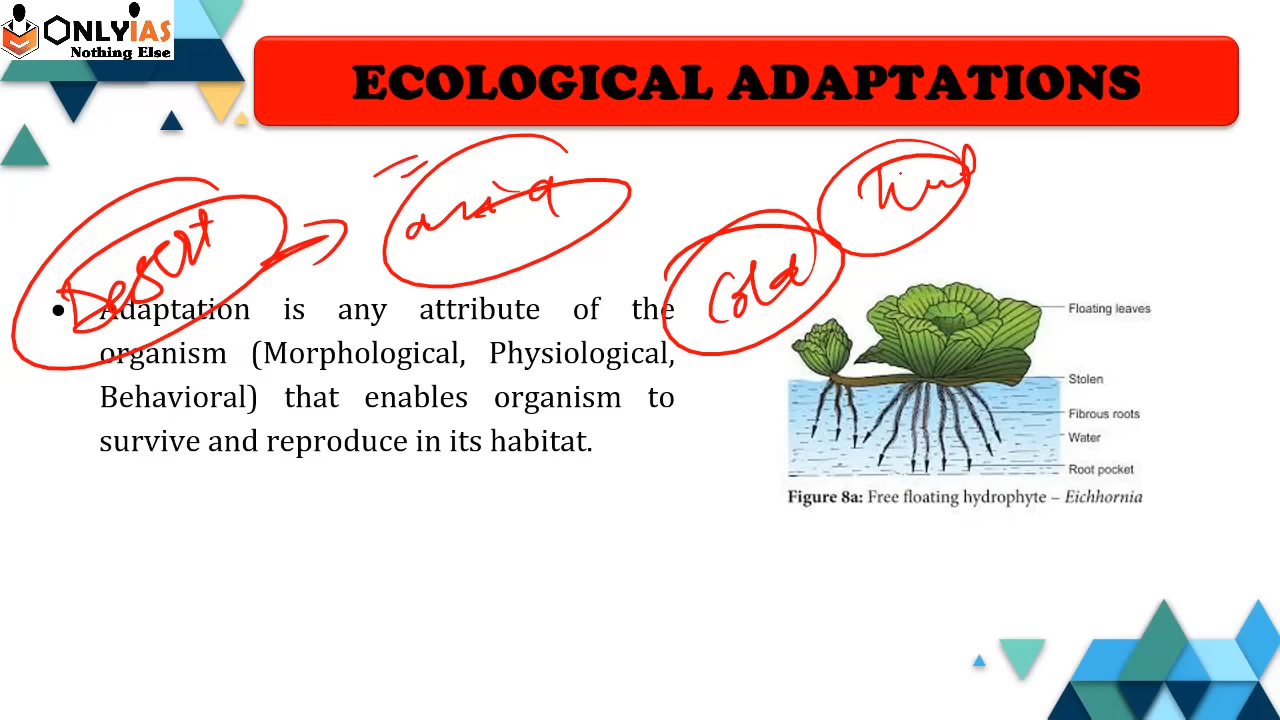 ONLYIAS
Nothing Else
ECOLOGICAL ADAPTATIONS
Desert
Cold
• Adaptation is any attribute of the
organism (Morphological, Physiological,
Behavioral) that enables organism to
survive and reproduce in its habitat.
Floating leaves
Stolen
Fibrous roots
Water
Root pocket
Figure 8a: Free floating hydrophyte – Eichhornia